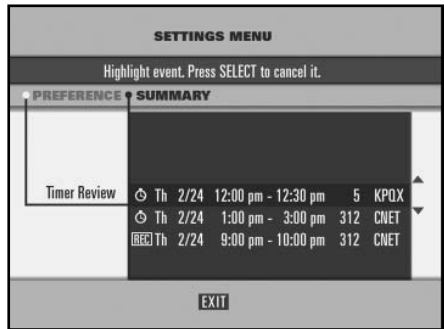 SETTINGS MENU
Highlight event. Press SELECT to cancel it.
PREFERENCE SUMMARY
Timer Review
Th 2/24 12:00 pm - 12:30 pm 5 KPQX
Th 2/24 1:00 pm - 3:00 pm 312 CNET
REC Th 2/24 9:00 pm - 10:00 pm 312 CNET
EXIT